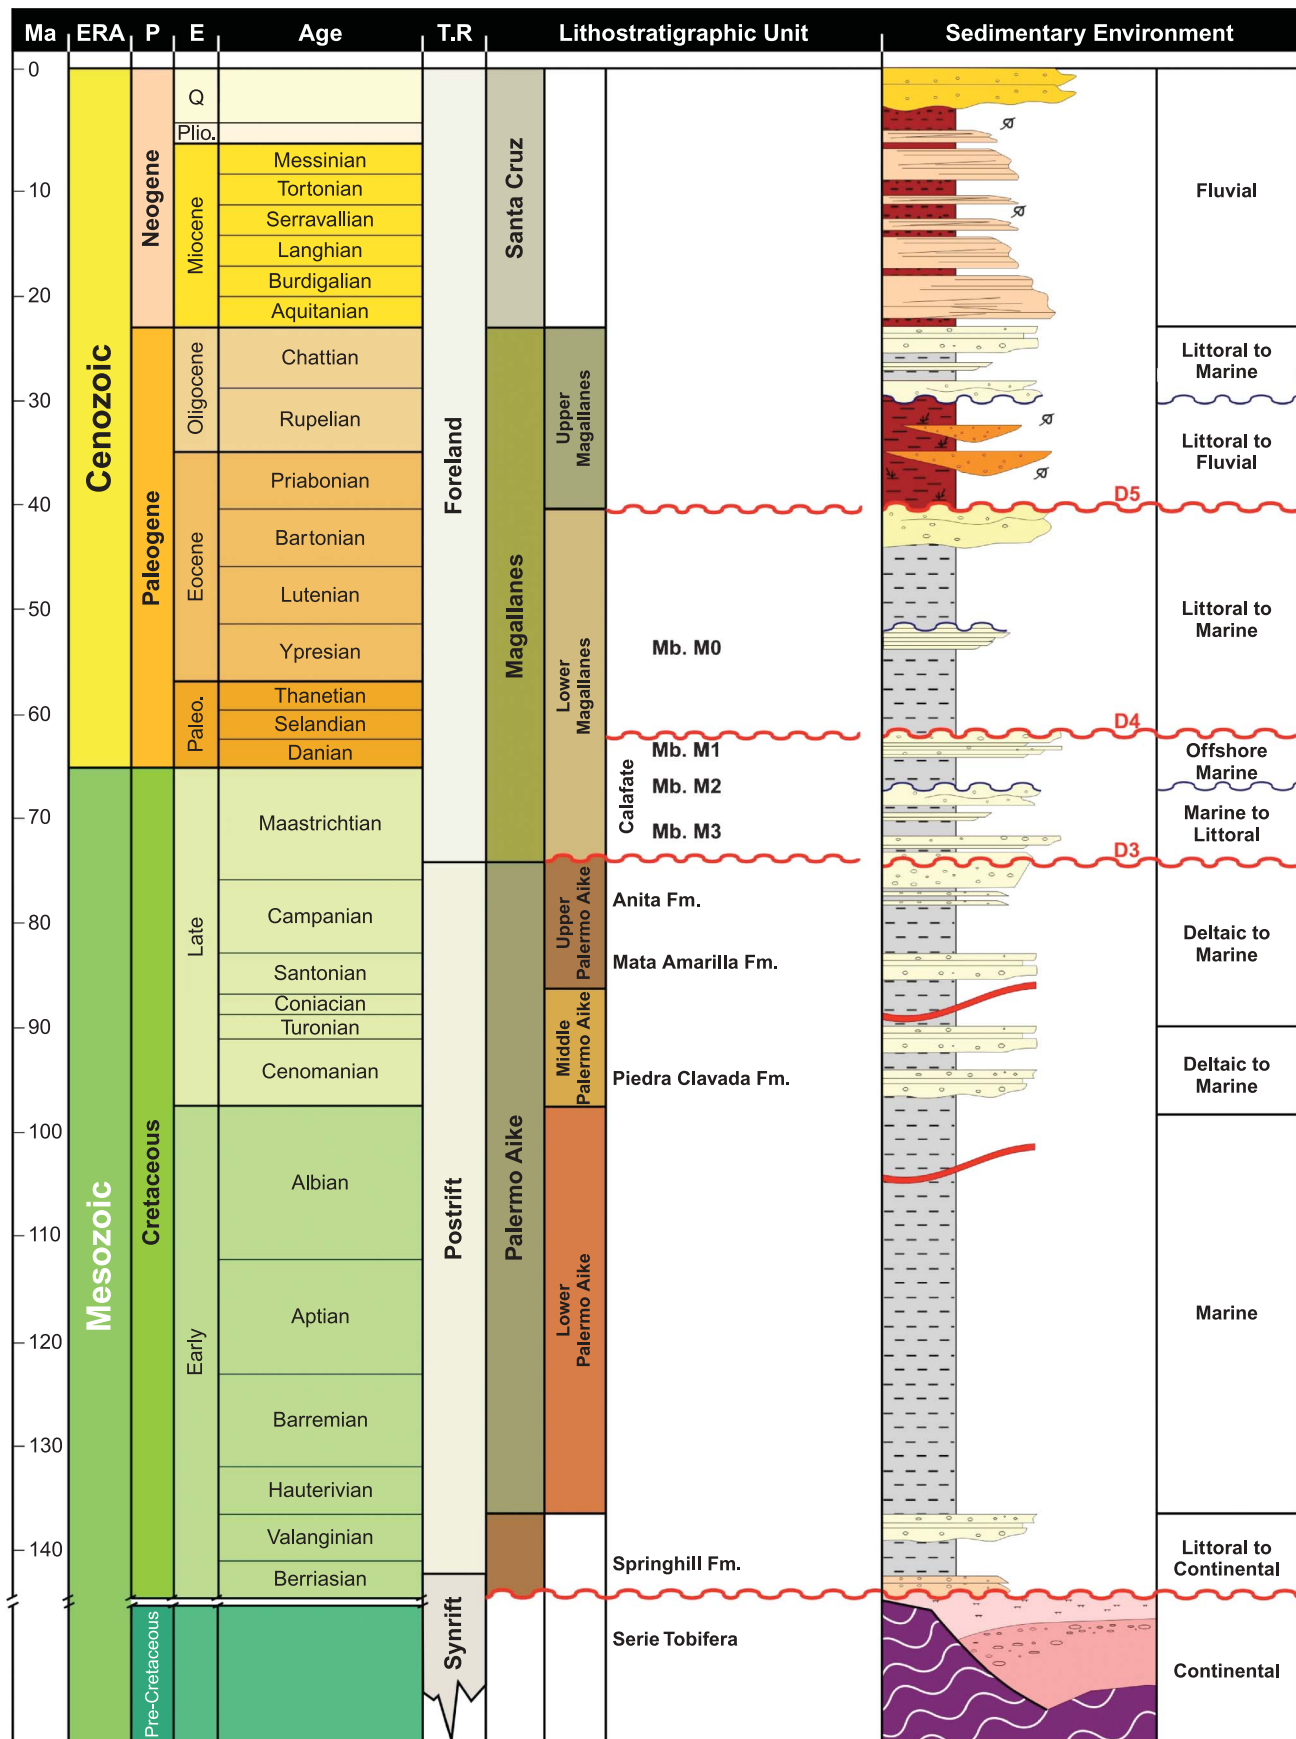 Ma ERA P E Age T.R Lithostratigraphic Unit Sedimentary Environment
0
10
20
30
40
50
60
70
80
90
100
110
120
130
140
Cenozoic
Mesozoic
Neogene
Paleogene
Cretaceous
Pre-Cretaceous
Q
Plio.
Miocene
Oligocene
Eocene
Paleo.
Late
Early
Messinian
Tortonian
Serravallian
Langhian
Burdigalian
Aquitanian
Chattian
Rupelian
Priabonian
Bartonian
Lutenian
Ypresian
Thanetian
Selandian
Danian
Maastrichtian
Campanian
Santonian
Coniacian
Turonian
Cenomanian
Albian
Aptian
Barremian
Hauterivian
Valanginian
Berriasian
Foreland
Postrift
Synrift
Santa Cruz
Magallanes
Palermo Aike
Upper
Magallanes
Lower
Magallanes
Upper
Palermo Aike
Middle
Palermo Aike
Lower
Palermo Aike
Mb. M0
Calafate
Mb. M1
Mb. M2
Mb. M3
Anita Fm.
Mata Amarilla Fm.
Piedra Clavada Fm.
Springhill Fm.
Serie Tobifera
D5
D4
D3
Fluvial
Littoral to
Marine
Littoral to
Fluvial
Littoral to
Marine
Offshore
Marine
Marine to
Littoral
Deltaic to
Marine
Deltaic to
Marine
Marine
Littoral to
Continental
Continental